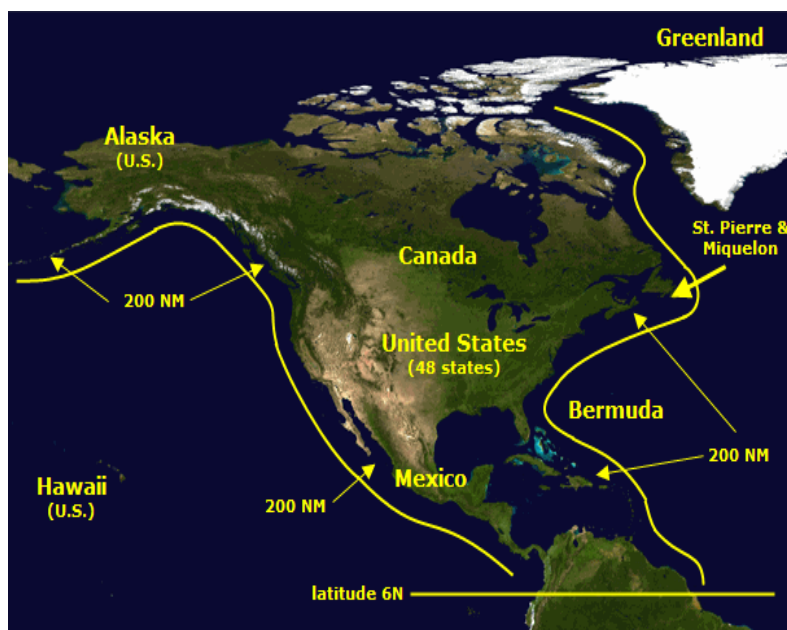 Greenland
Alaska
(U.S.)
St. Pierre &
Miquelon
Canada
200 NM
United States
(48 states)
Bermuda
200 NM
Hawaii
(U.S.)
Mexico
200 NM
latitude 6N